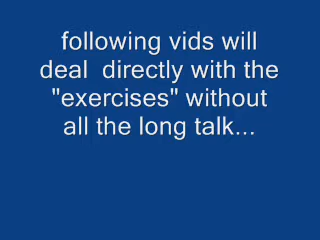 following vids will
deal  directly with the
"exercises" without
all the long talk...